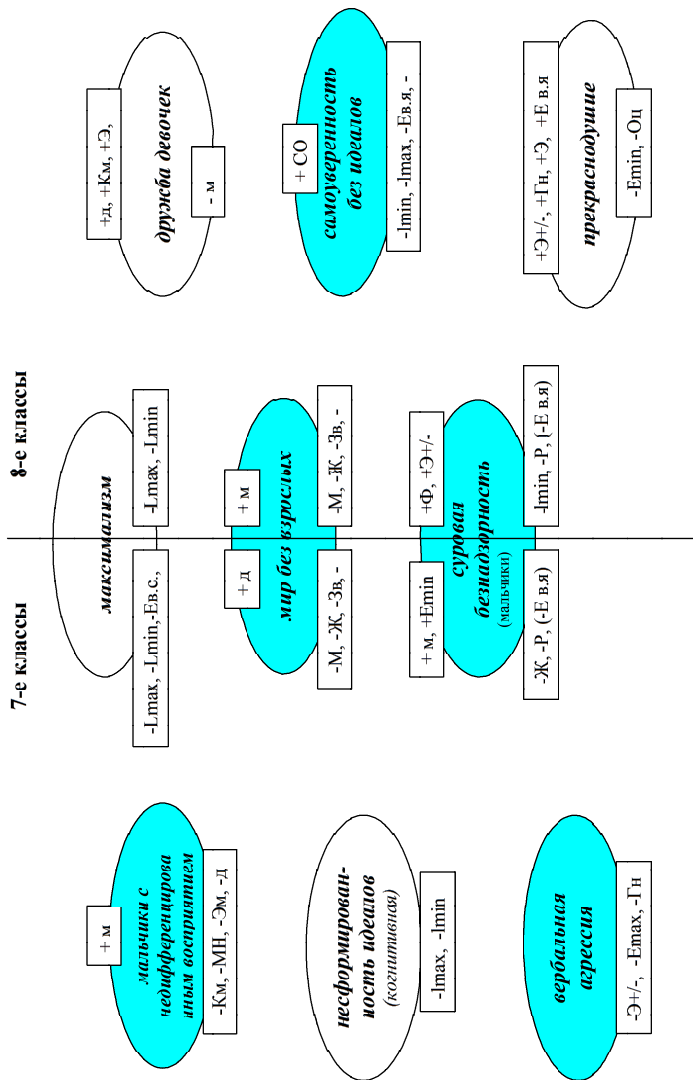 7-е классы
8-е классы
+ м
мальчики с
недифференцирова
нным восприятием
-Км, -МН, -Эм, -д
несформирован-
ность идеалов
(когнитивная)
-Imax, -Imin
вербальная
агрессия
-Э+/-, -Emax, -Гн
максимализм
-Lmax, -Lmin,-Ев.с.,
-Lmax, -Lmin
+д
+ м
мир без взрослых
-М, -Ж, -Зв, -
-М, -Ж, -Зв, -
+ м, +Emin
+Ф, +Э+/-
суровая
безнадзорность
(мальчики)
-Ж, -Р, (-Е в.я)
-Imin, -Р, (-Е в.я)
+д, +Км, +Э,
дружба девочек
- м
+ СО
самоуверенность
без идеалов
-Imin, -Imax, -Ев.я, -
+Э+/-, +Гн, +Э, +Е в.я
прекраснодушие
-Emin, -Оц